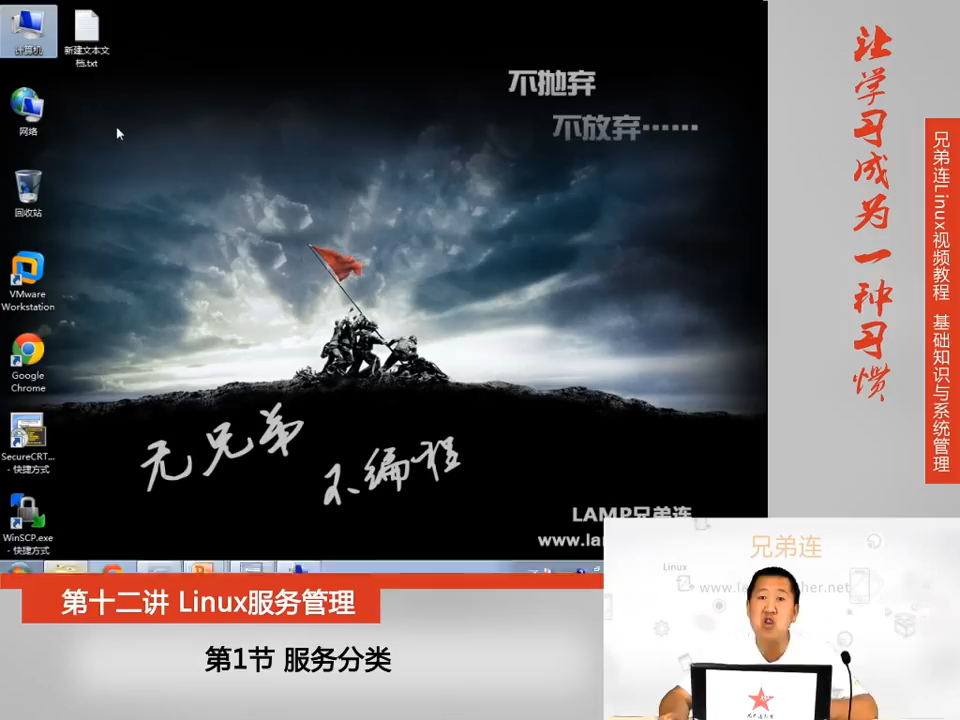 计算机
新建文本文
档.txt
网络
回收站
VMware
Workstation
Google
Chrome
SecureCRT...
- 快捷方式
WinSCP.exe
- 快捷方式
不抛弃
不放弃······
无兄弟
不编程
LAMP兄弟连
www.la
让学习成为一种习惯
兄弟连Linux视频教程 基础知识与系统管理
第十二讲 Linux服务管理
第1节 服务分类
兄弟连
Linux